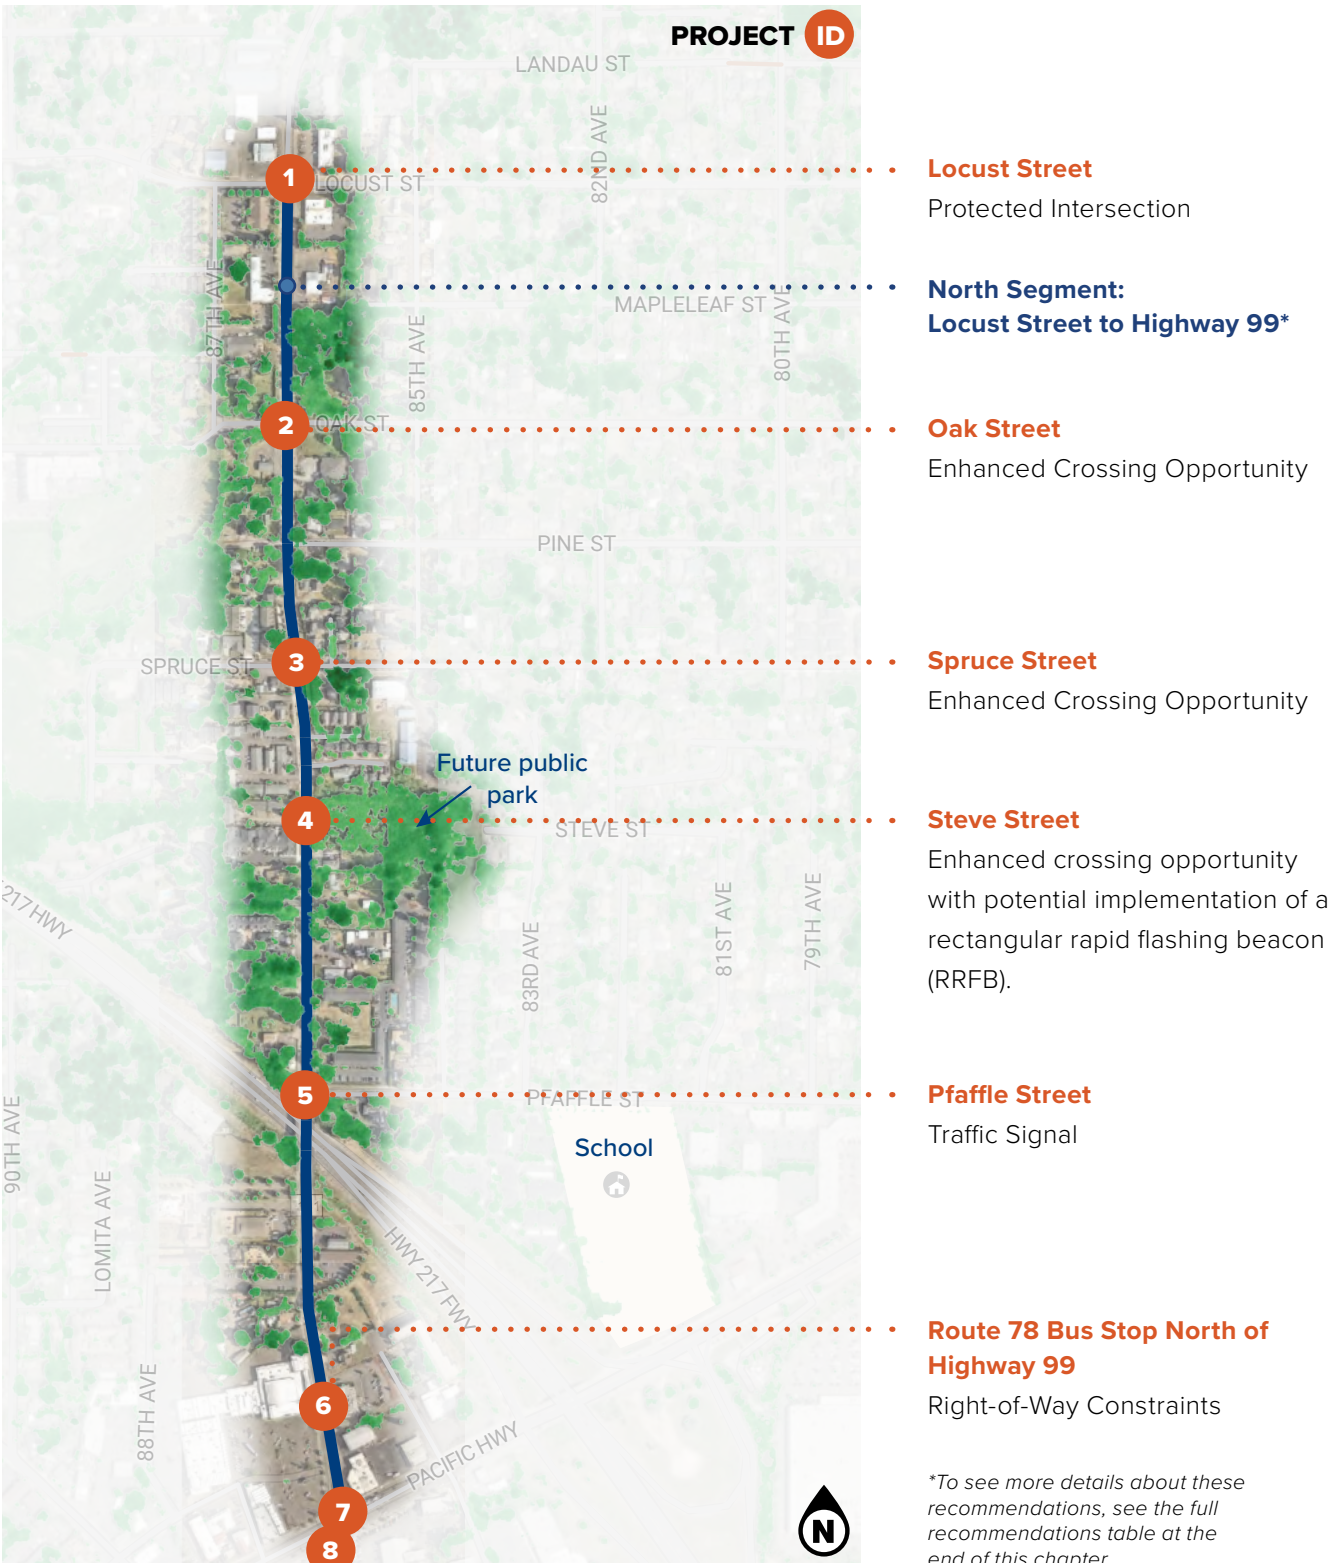 PROJECT ID
LANDAU ST
82ND AVE
1
LOCUST ST
Locust Street
Protected Intersection
87TH AVE
MAPLELEAF ST
80TH AVE
85TH AVE
North Segment:
Locust Street to Highway 99*
2
OAK ST
Oak Street
Enhanced Crossing Opportunity
PINE ST
SPRUCE ST
3
Spruce Street
Enhanced Crossing Opportunity
Future public
park
4
STEVE ST
Steve Street
Enhanced crossing opportunity
with potential implementation of a
rectangular rapid flashing beacon
(RRFB).
217 HWY
83RD AVE
81ST AVE
79TH AVE
5
PFAFFLE ST
Pfaffle Street
Traffic Signal
School
90TH AVE
LOMITA AVE
HWY 217 FWY
Route 78 Bus Stop North of
Highway 99
Right-of-Way Constraints
88TH AVE
6
PACIFIC HWY
7
8
N
*To see more details about these
recommendations, see the full
recommendations table at the
end of this chapter